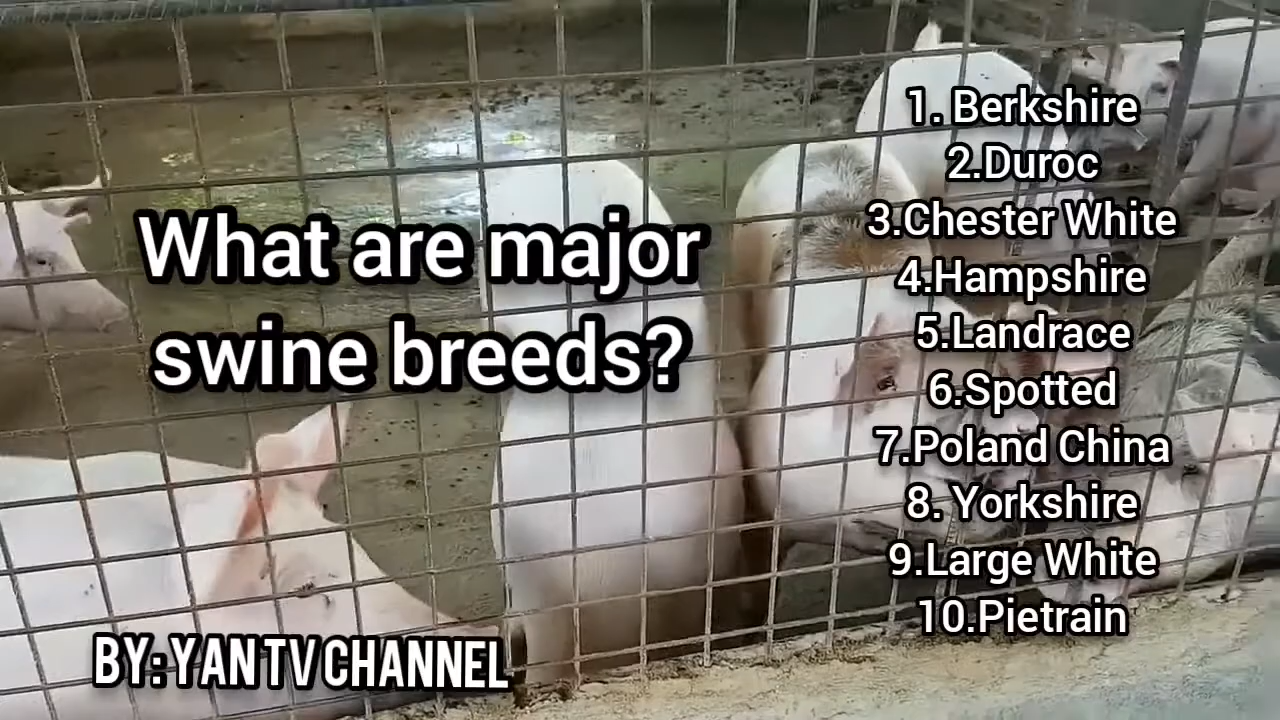 What are major
swine breeds?
1. Berkshire
2.Duroc
3.Chester White
4.Hampshire
5.Landrace
6.Spotted
7.Poland China
8. Yorkshire
9.Large White
10.Pietrain
BY: YAN TV CHANNEL